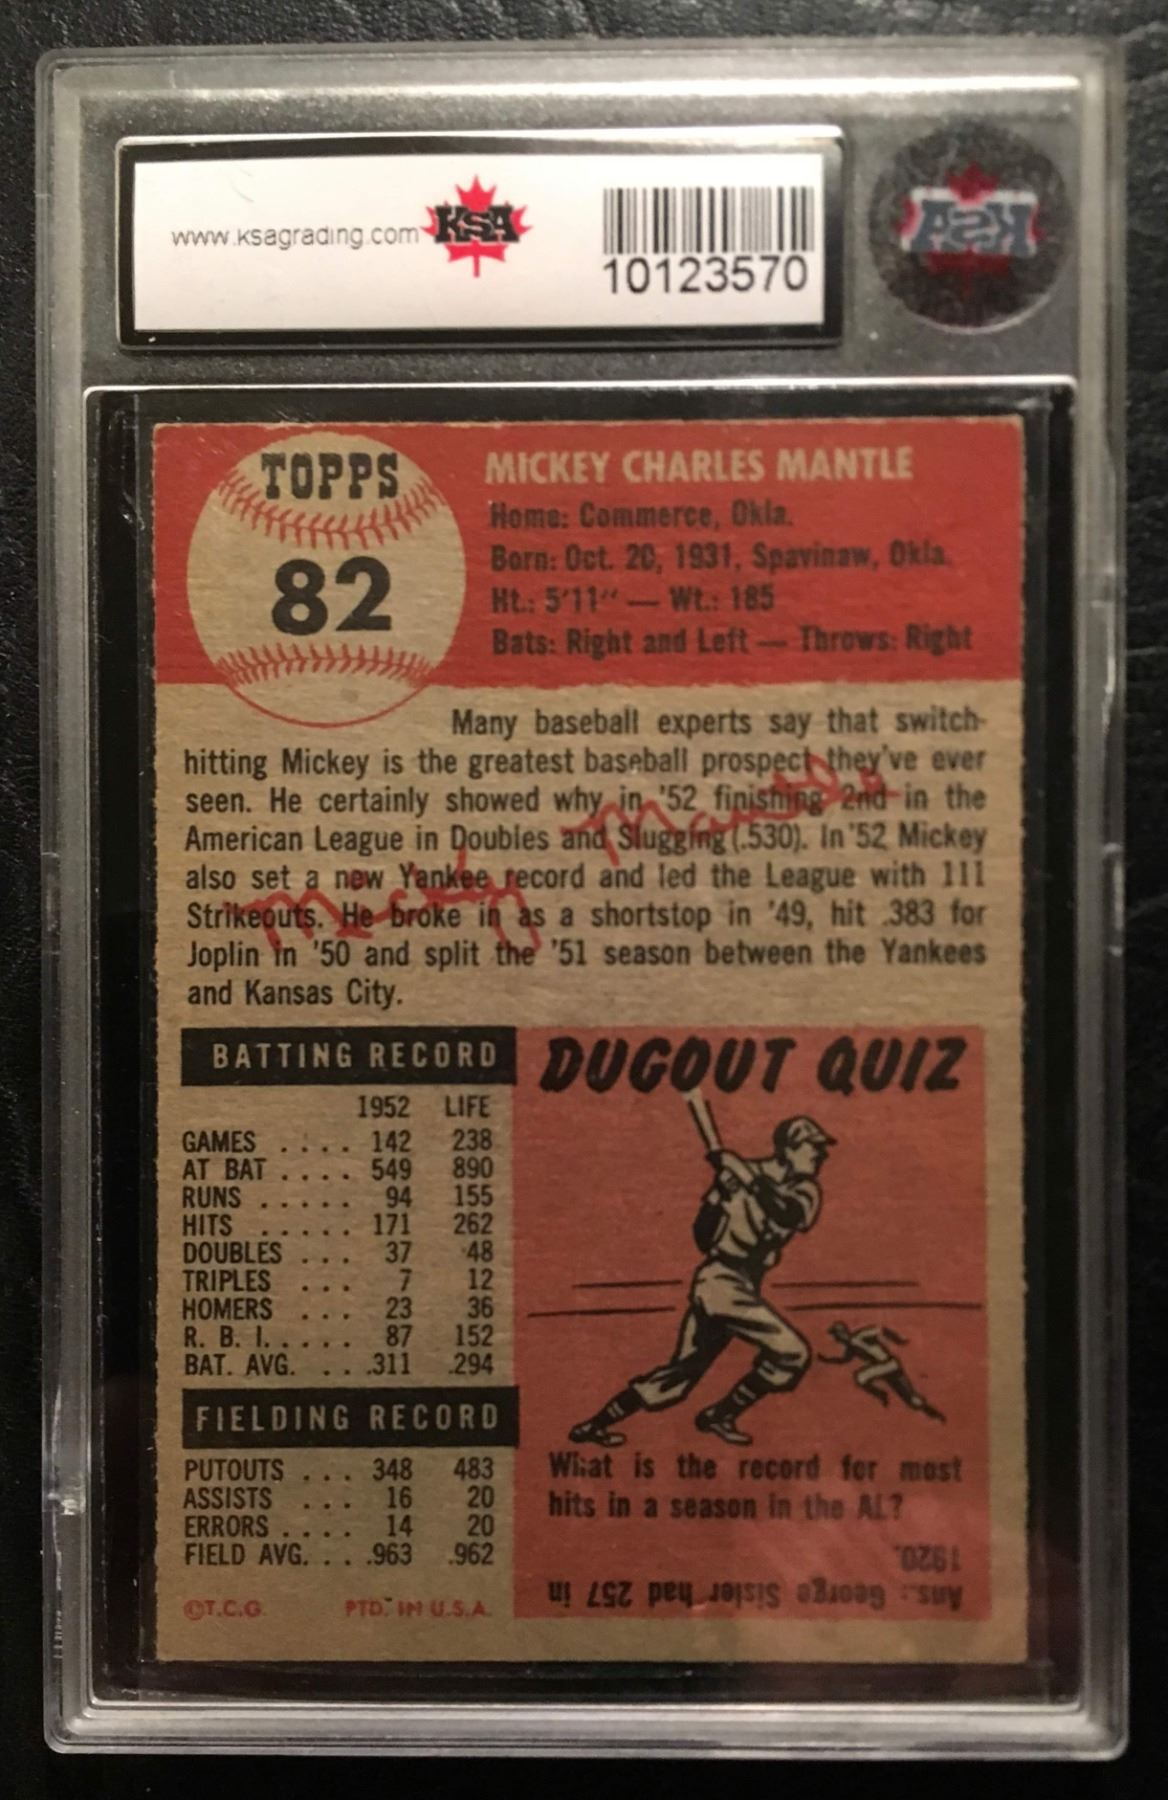 www.ksagrading.com KSA
10123570
KSA
TOPPS
82
MICKEY CHARLES MANTLE
Home: Commerce, Okla.
Born: Oct. 20, 1931, Spavinaw, Okla.
Ht.: 5'11" — Wt.: 185
Bats: Right and Left — Throws: Right
Many baseball experts say that switch-
hitting Mickey is the greatest baseball prospect they've ever
seen. He certainly showed why in '52 finishing 2nd in the
American League in Doubles and Slugging (.530). In '52 Mickey
also set a new Yankee record and led the League with 111
Strikeouts. He broke in as a shortstop in '49, hit .383 for
Joplin in '50 and split the '51 season between the Yankees
and Kansas City.
Mickey Mantle
BATTING RECORD
1952 LIFE
GAMES .... 142 238
AT BAT .... 549 890
RUNS ..... 94 155
HITS ...... 171 262
DOUBLES ... 37 48
TRIPLES ... 7 12
HOMERS ... 23 36
R. B. I. .... 87 152
BAT. AVG. ... .311 .294
FIELDING RECORD
PUTOUTS ... 348 483
ASSISTS ... 16 20
ERRORS .... 14 20
FIELD AVG. ... .963 .962
©T.C.G. PTD. IN U.S.A.
DUGOUT QUIZ
What is the record for most
hits in a season in the AL?
Ans.: George Sisler had 257 in
1920.